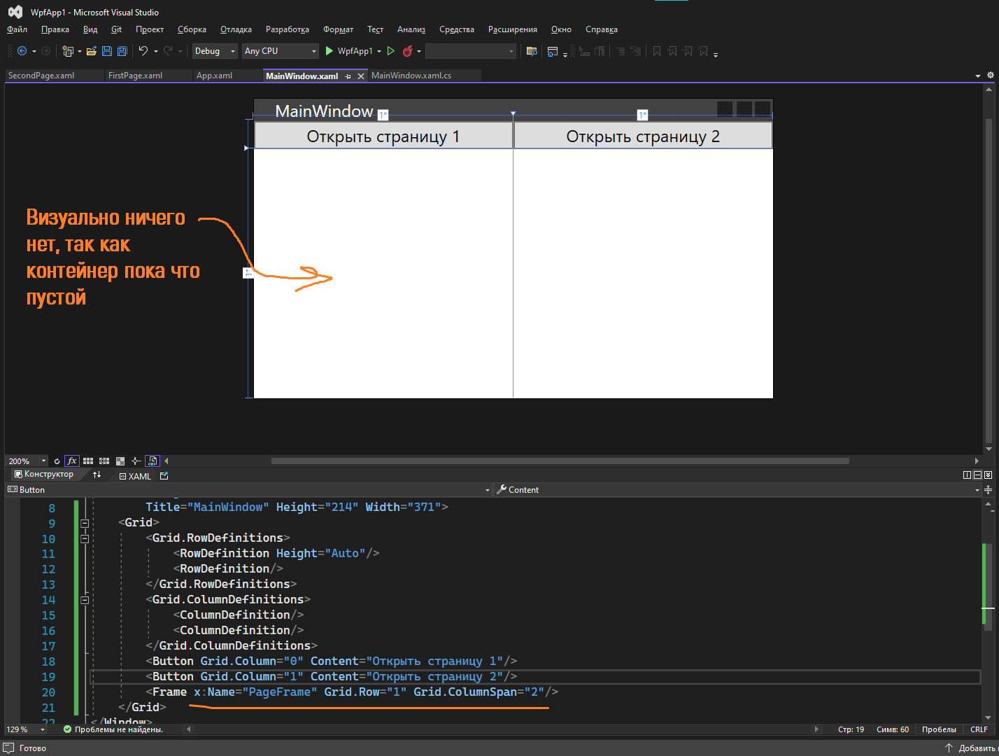 WpfApp1 - Microsoft Visual Studio
Файл Правка Вид Git Проект Сборка Отладка Разработка Формат Тест Анализ Средства Расширения Окно Справка
Debug Any CPU WpfApp1
SecondPage.xaml FirstPage.xaml App.xaml MainWindow.xaml MainWindow.xaml.cs
MainWindow 1* 1*
Открыть страницу 1 Открыть страницу 2
Визуально ничего
нет, так как
контейнер пока что
пустой
1*
200% fx
Конструктор XAML
Button Content
8 Title="MainWindow" Height="214" Width="371">
9 <Grid>
10 <Grid.RowDefinitions>
11 <RowDefinition Height="Auto"/>
12 <RowDefinition/>
13 </Grid.RowDefinitions>
14 <Grid.ColumnDefinitions>
15 <ColumnDefinition/>
16 <ColumnDefinition/>
17 </Grid.ColumnDefinitions>
18 <Button Grid.Column="0" Content="Открыть страницу 1"/>
19 <Button Grid.Column="1" Content="Открыть страницу 2"/>
20 <Frame x:Name="PageFrame" Grid.Row="1" Grid.ColumnSpan="2"/>
21 </Grid>
22 </Window>
129 % Проблемы не найдены. Стр: 19 Симв: 60 Пробелы CRLF
Готово Добавить